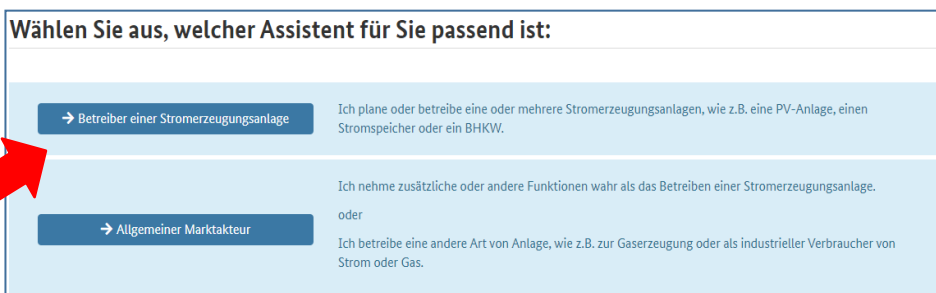 Wählen Sie aus, welcher Assistent für Sie passend ist:
→ Betreiber einer Stromerzeugungsanlage
Ich plane oder betreibe eine oder mehrere Stromerzeugungsanlagen, wie z.B. eine PV-Anlage, einen
Stromspeicher oder ein BHKW.
Ich nehme zusätzliche oder andere Funktionen wahr als das Betreiben einer Stromerzeugungsanlage.
oder
→ Allgemeiner Marktakteur
Ich betreibe eine andere Art von Anlage, wie z.B. zur Gaserzeugung oder als industrieller Verbraucher von
Strom oder Gas.